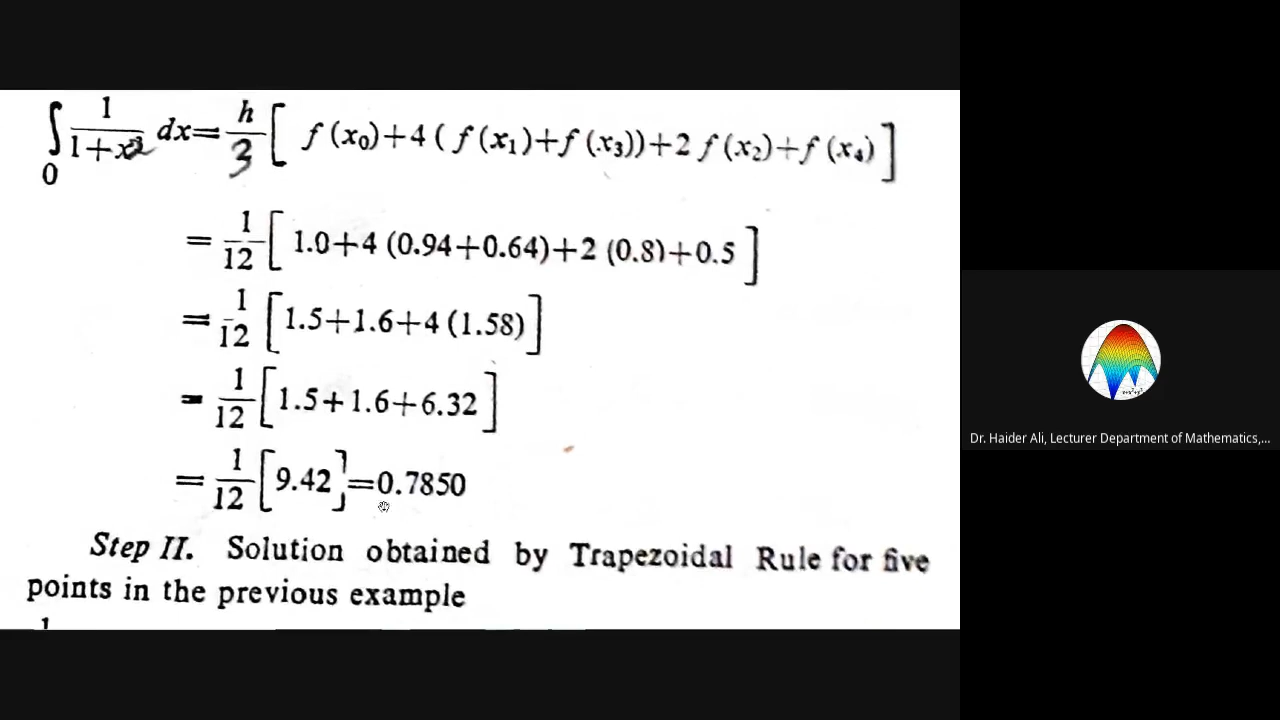 ∫₀ 1/(1+x²) dx = h/3 [ f (x₀)+4 ( f (x₁)+f (x₃))+2 f (x₂)+f (x₄) ]
= 1/12 [ 1.0+4 (0.94+0.64)+2 (0.8)+0.5 ]
= 1/12 [ 1.5+1.6+4 (1.58) ]
= 1/12 [ 1.5+1.6+6.32 ]
= 1/12 [ 9.42 ]=0.7850
Step II. Solution obtained by Trapezoidal Rule for five
points in the previous example
1
Dr. Haider Ali, Lecturer Department of Mathematics,...